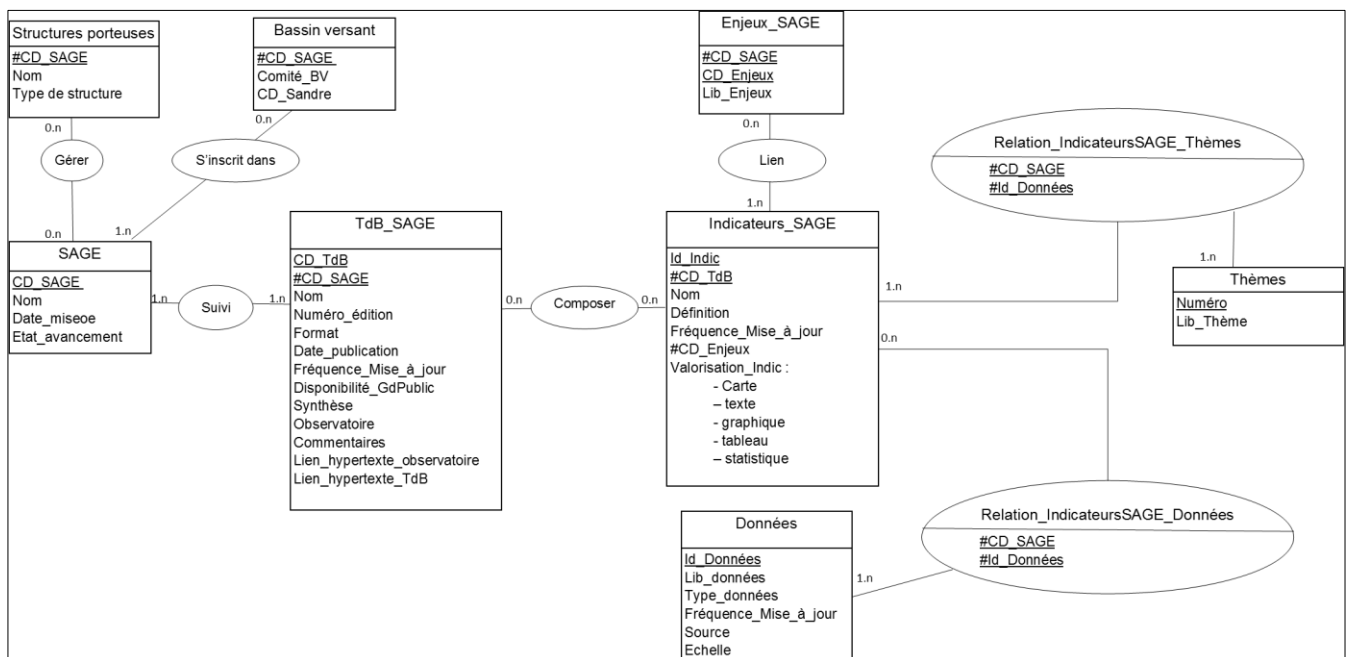 Structures porteuses
#CD_SAGE
Nom
Type de structure
Bassin versant
#CD_SAGE
Comité_BV
CD_Sandre
Enjeux_SAGE
#CD_SAGE
CD_Enjeux
Lib_Enjeux
0.n
Gérer
0.n
0.n
S'inscrit dans
1.n
0.n
Lien
1.n
Relation_IndicateursSAGE_Thèmes
#CD_SAGE
#Id_Données
SAGE
CD_SAGE
Nom
Date_miseoe
Etat_avancement
1.n
Suivi
1.n
TdB_SAGE
CD_TdB
#CD_SAGE
Nom
Numéro_édition
Format
Date_publication
Fréquence_Mise_à_jour
Disponibilité_GdPublic
Synthèse
Observatoire
Commentaires
Lien_hypertexte_observatoire
Lien_hypertexte_TdB
0.n
Composer
0.n
Indicateurs_SAGE
Id_Indic
#CD_TdB
Nom
Définition
Fréquence_Mise_à_jour
#CD_Enjeux
Valorisation_Indic :
- Carte
– texte
- graphique
- tableau
– statistique
1.n
0.n
1.n
Thèmes
Numéro
Lib_Thème
Relation_IndicateursSAGE_Données
#CD_SAGE
#Id_Données
1.n
Données
Id_Données
Lib_données
Type_données
Fréquence_Mise_à_jour
Source
Echelle